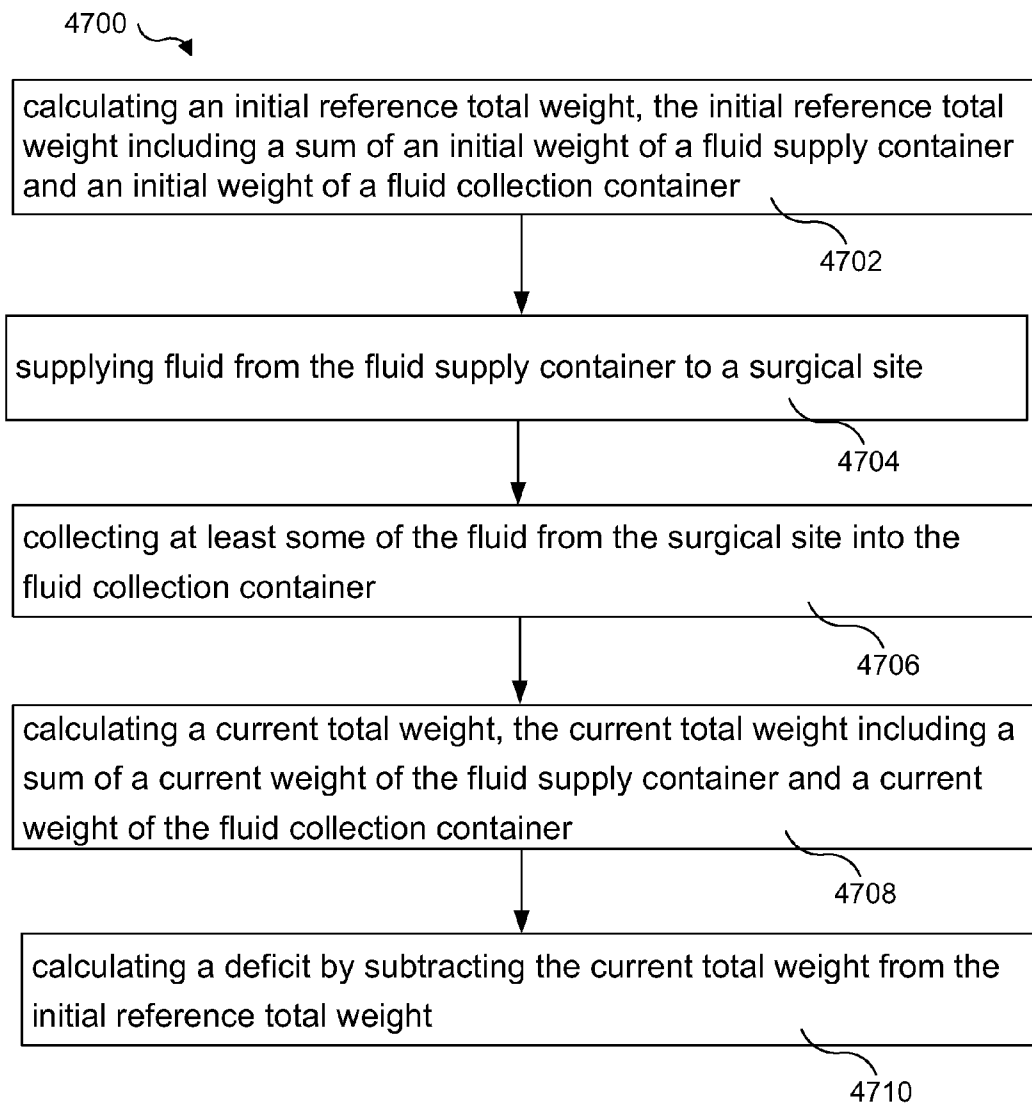 4700
calculating an initial reference total weight, the initial reference total
weight including a sum of an initial weight of a fluid supply container
and an initial weight of a fluid collection container
4702
supplying fluid from the fluid supply container to a surgical site
4704
collecting at least some of the fluid from the surgical site into the
fluid collection container
4706
calculating a current total weight, the current total weight including a
sum of a current weight of the fluid supply container and a current
weight of the fluid collection container
4708
calculating a deficit by subtracting the current total weight from the
initial reference total weight
4710